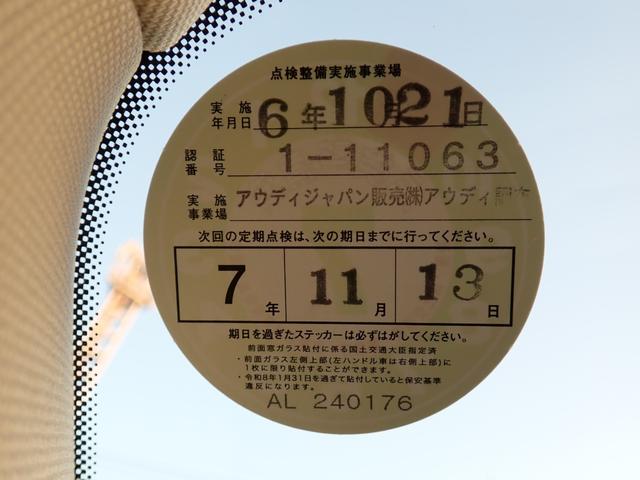 点検整備実施事業場
実施年月日 6年10月21日
認証番号 1-11063
実施事業場 アウディジャパン販売㈱アウディ
次回の定期点検は、次の期日までに行ってください。
7年 11月 13日
期日を過ぎたステッカーは必ずはがしてください。
前面窓ガラス貼付に係る国土交通大臣指定済
・前面ガラス左側上部(左ハンドル車は右側上部)に
1枚に限り貼付することができます。
・令和8年1月31日を過ぎて貼付していると保安基準
違反になります。
AL 240176